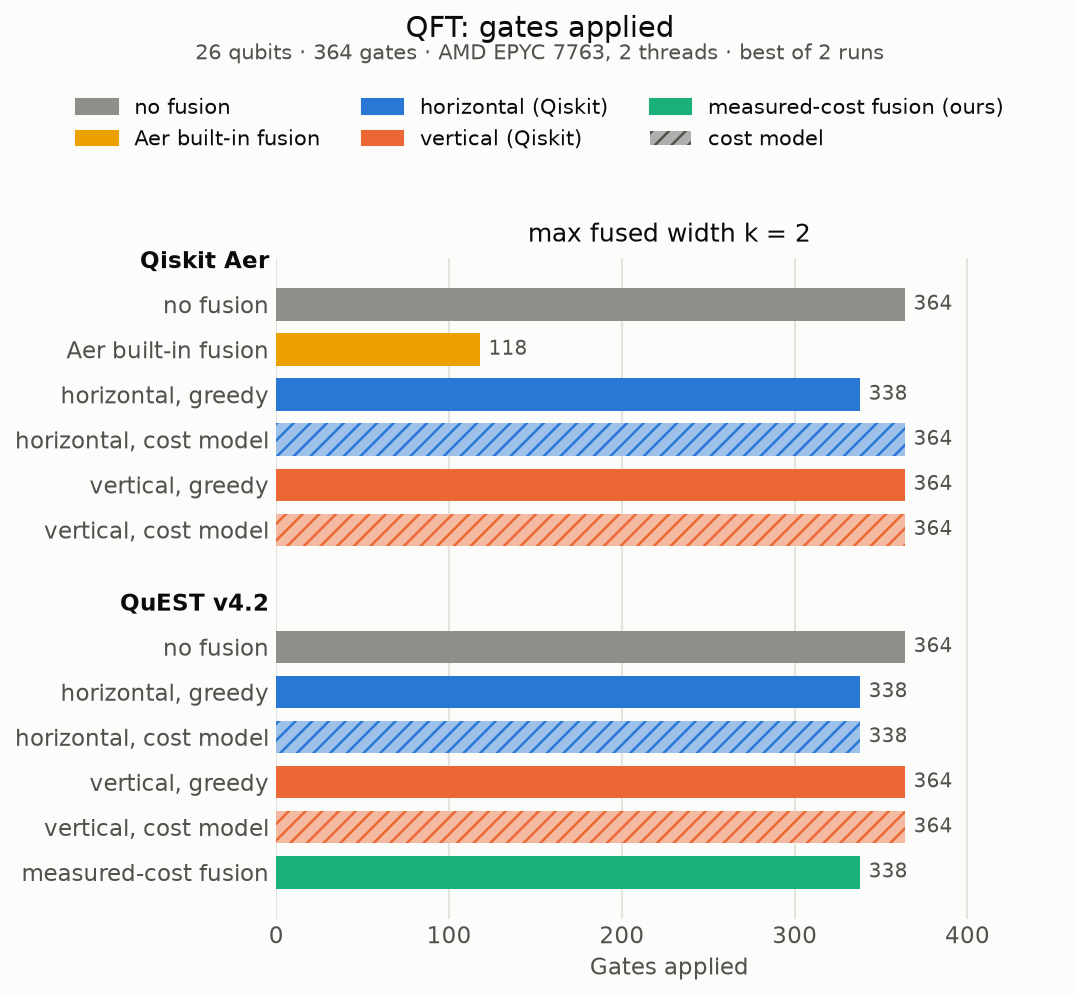 QFT: gates applied
26 qubits · 364 gates · AMD EPYC 7763, 2 threads · best of 2 runs
no fusion
horizontal (Qiskit)
measured-cost fusion (ours)
Aer built-in fusion
vertical (Qiskit)
cost model
max fused width k = 2
Qiskit Aer
no fusion 364
Aer built-in fusion 118
horizontal, greedy 338
horizontal, cost model 364
vertical, greedy 364
vertical, cost model 364
QuEST v4.2
no fusion 364
horizontal, greedy 338
horizontal, cost model 338
vertical, greedy 364
vertical, cost model 364
measured-cost fusion 338
0 100 200 300 400
Gates applied